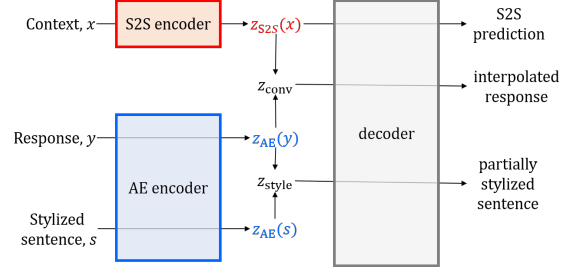 Context, x
S2S encoder
z_S2S(x)
S2S
prediction
z_conv
interpolated
response
Response, y
z_AE(y)
decoder
AE encoder
z_style
partially
stylized
sentence
Stylized
sentence, s
z_AE(s)